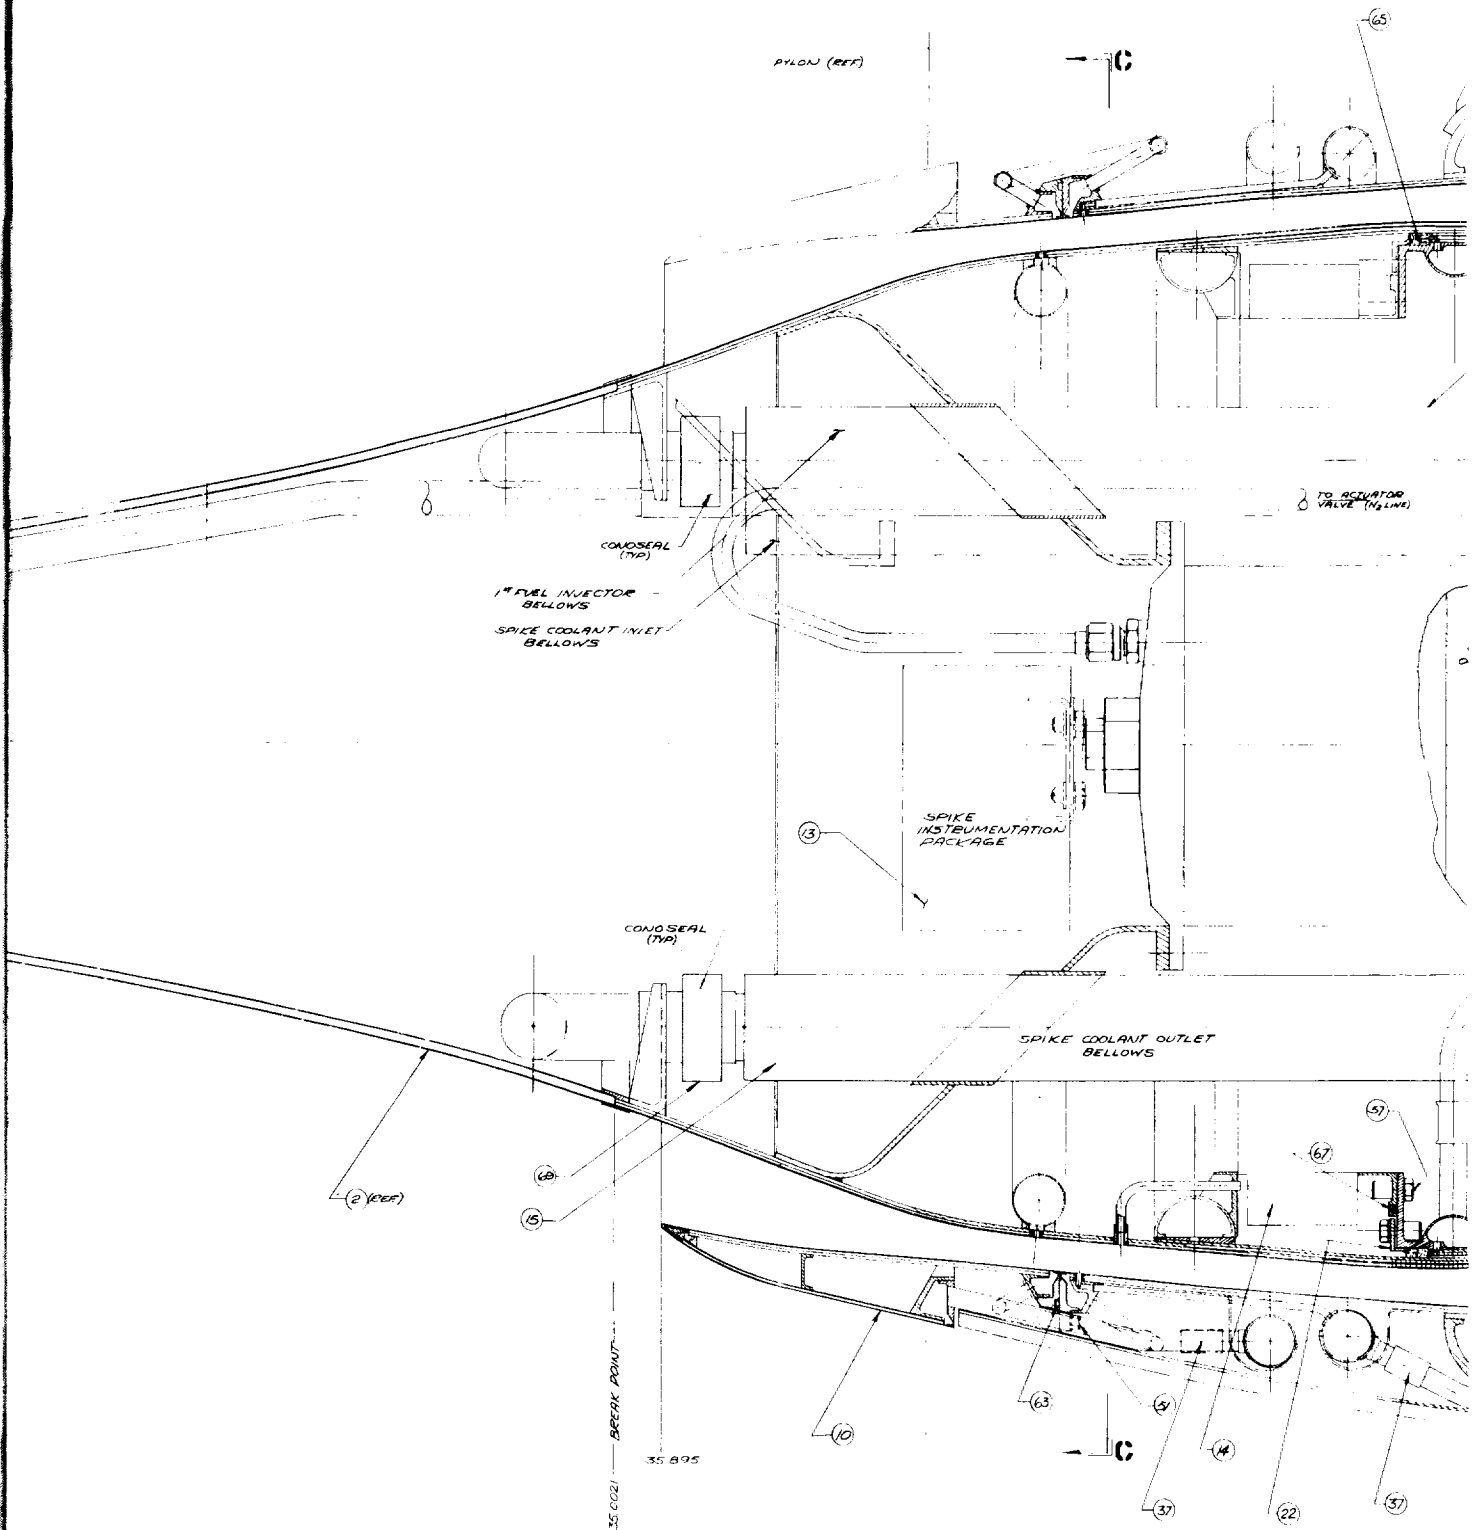 65
PYLON (REF)
C
TO ACTUATOR
VALVE (N2 LINE)
CONOSEAL
(TYP)
1ST FUEL INJECTOR
BELLOWS
SPIKE COOLANT INLET
BELLOWS
SPIKE
INSTRUMENTATION
PACKAGE
13
CONOSEAL
(TYP)
SPIKE COOLANT OUTLET
BELLOWS
57
67
2 (REF)
15
63
51
10
14
C
37
22
37
35.0021 BREAK POINT
35.895